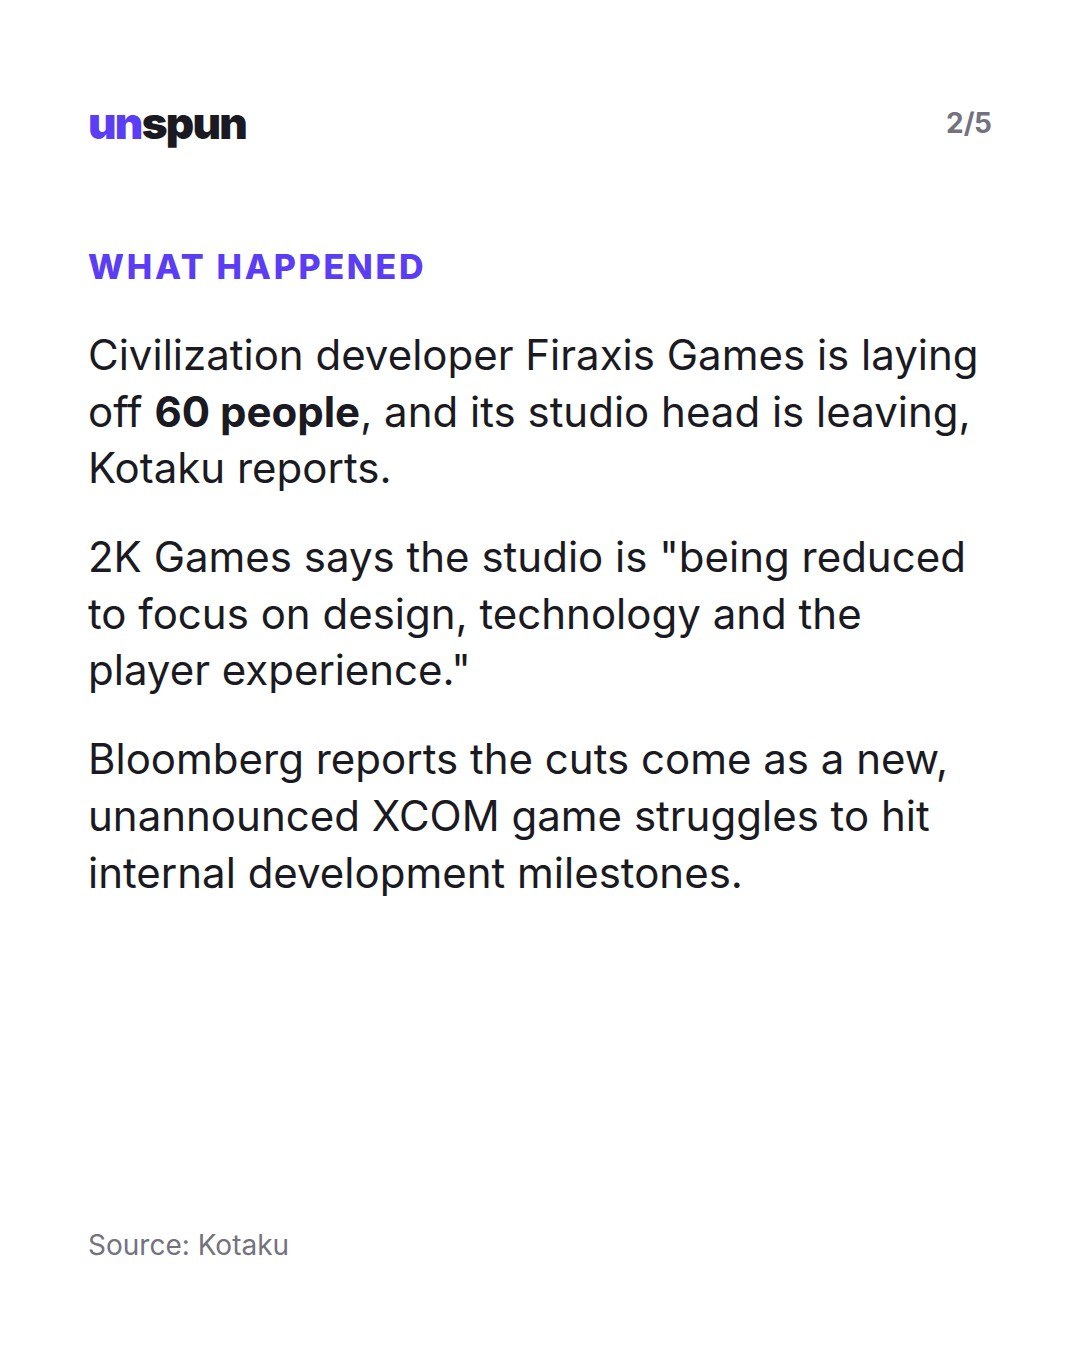 unspun
2/5
WHAT HAPPENED
Civilization developer Firaxis Games is laying
off 60 people, and its studio head is leaving,
Kotaku reports.
2K Games says the studio is "being reduced
to focus on design, technology and the
player experience."
Bloomberg reports the cuts come as a new,
unannounced XCOM game struggles to hit
internal development milestones.
Source: Kotaku